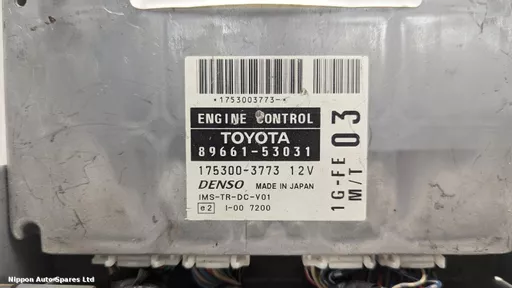 *1753003773-*
ENGINE CONTROL
TOYOTA
89661-53031
175300-3773 12V
DENSO MADE IN JAPAN
IMS-TR-DC-V01
e2 I-00 7200
1G-FE 03
M/T
Nippon Auto Spares Ltd